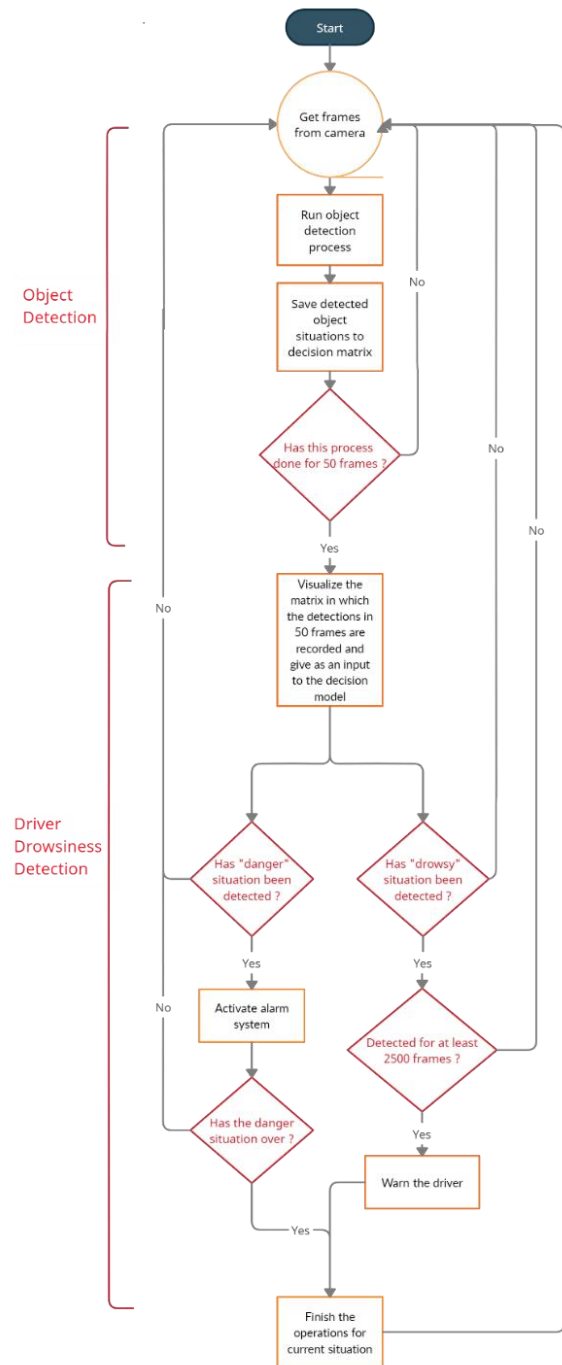 Start
Get frames
from camera
Run object
detection
process
No
Object
Detection
Save detected
object
situations to
decision matrix
Has this process
done for 50 frames ?
No
No
Yes
Visualize the
matrix in which
the detections in
50 frames are
recorded and
give as an input
to the decision
model
No
Driver
Drowsiness
Detection
Has "danger"
situation been
detected ?
Has "drowsy"
situation been
detected ?
Yes
Yes
No
Activate alarm
system
Detected for at least
2500 frames ?
Has the danger
situation over ?
Yes
Warn the driver
Yes
Finish the
operations for
current situation